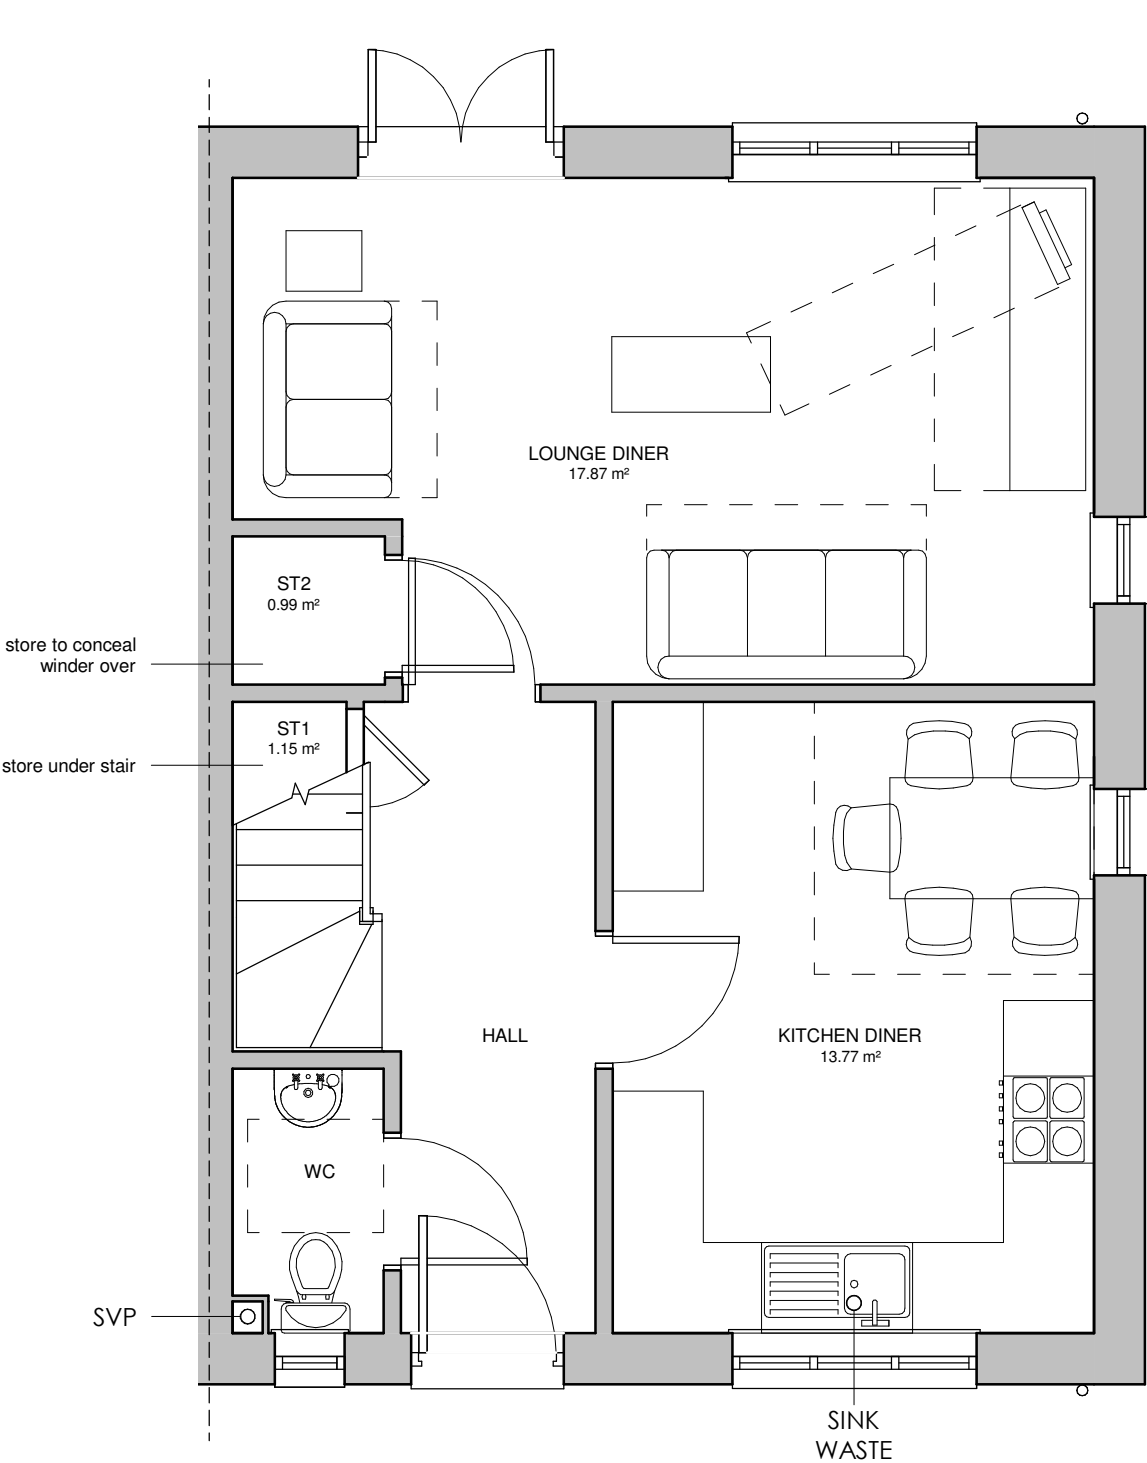 LOUNGE DINER
17.87 m²
ST2
0.99 m²
store to conceal
winder over
ST1
1.15 m²
store under stair
HALL
KITCHEN DINER
13.77 m²
WC
SVP
SINK
WASTE